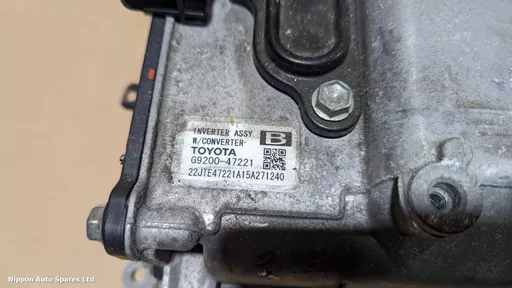 INVERTER ASSY
W/CONVERTER
B
TOYOTA
G9200-47221
22JTE47221A15A271240
Nippon Auto Spares Ltd